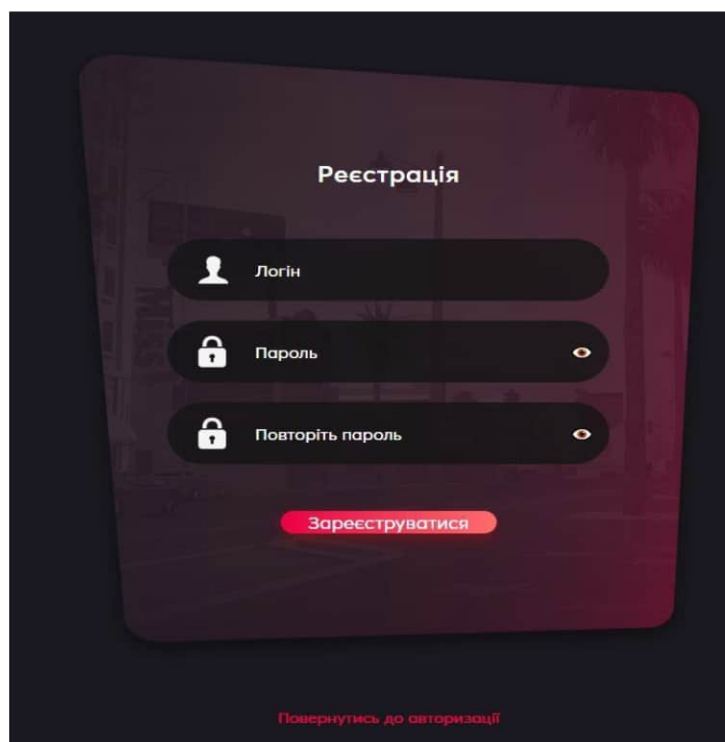 Реєстрація
Логін
Пароль
Повторіть пароль
Зареєструватися
Повернутись до авторизації